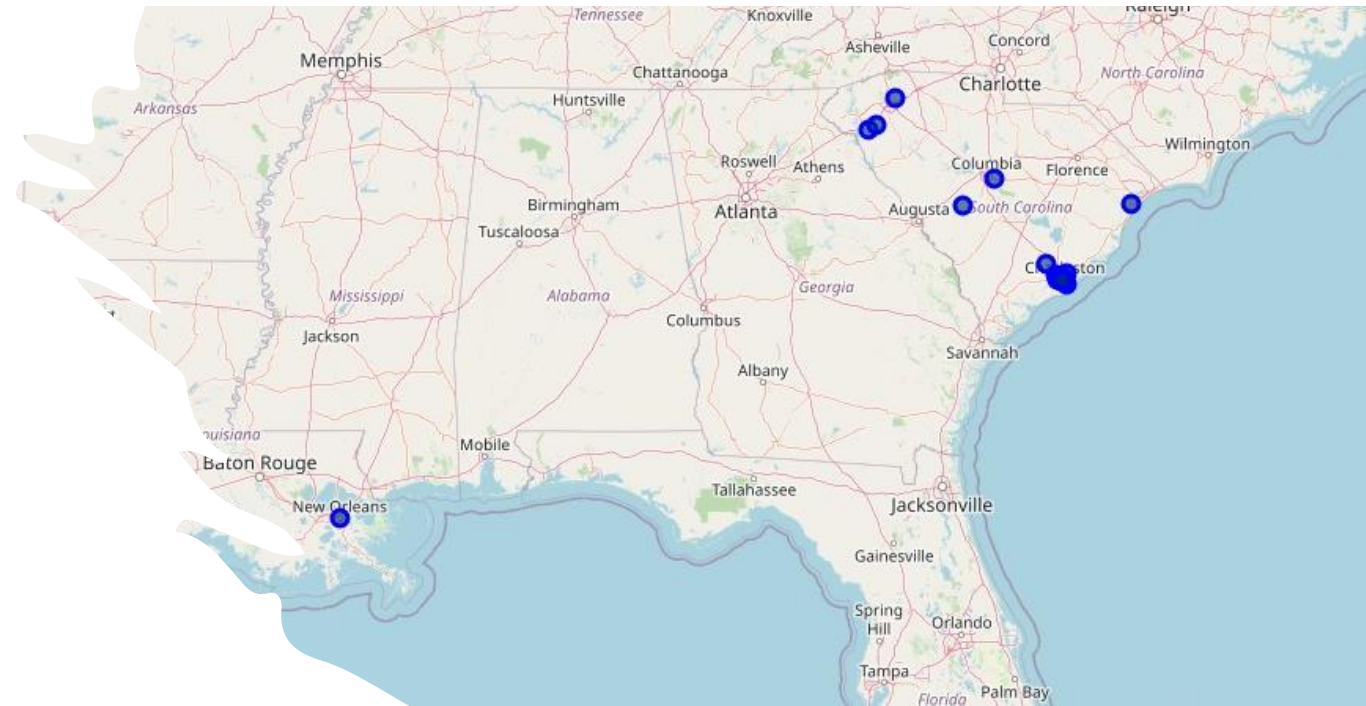 Tennessee
Knoxville
Raleigh
Asheville
Concord
Memphis
Chattanooga
Charlotte
North Carolina
Arkansas
Huntsville
Wilmington
Roswell
Athens
Columbia
Florence
Birmingham
Atlanta
Augusta
South Carolina
Tuscaloosa
Mississippi
Alabama
Georgia
Jackson
Columbus
Savannah
Albany
ouisiana
Mobile
Baton Rouge
Tallahassee
New Orleans
Jacksonville
Gainesville
Spring
Hill
Orlando
Tampa
Florida
Palm Bay